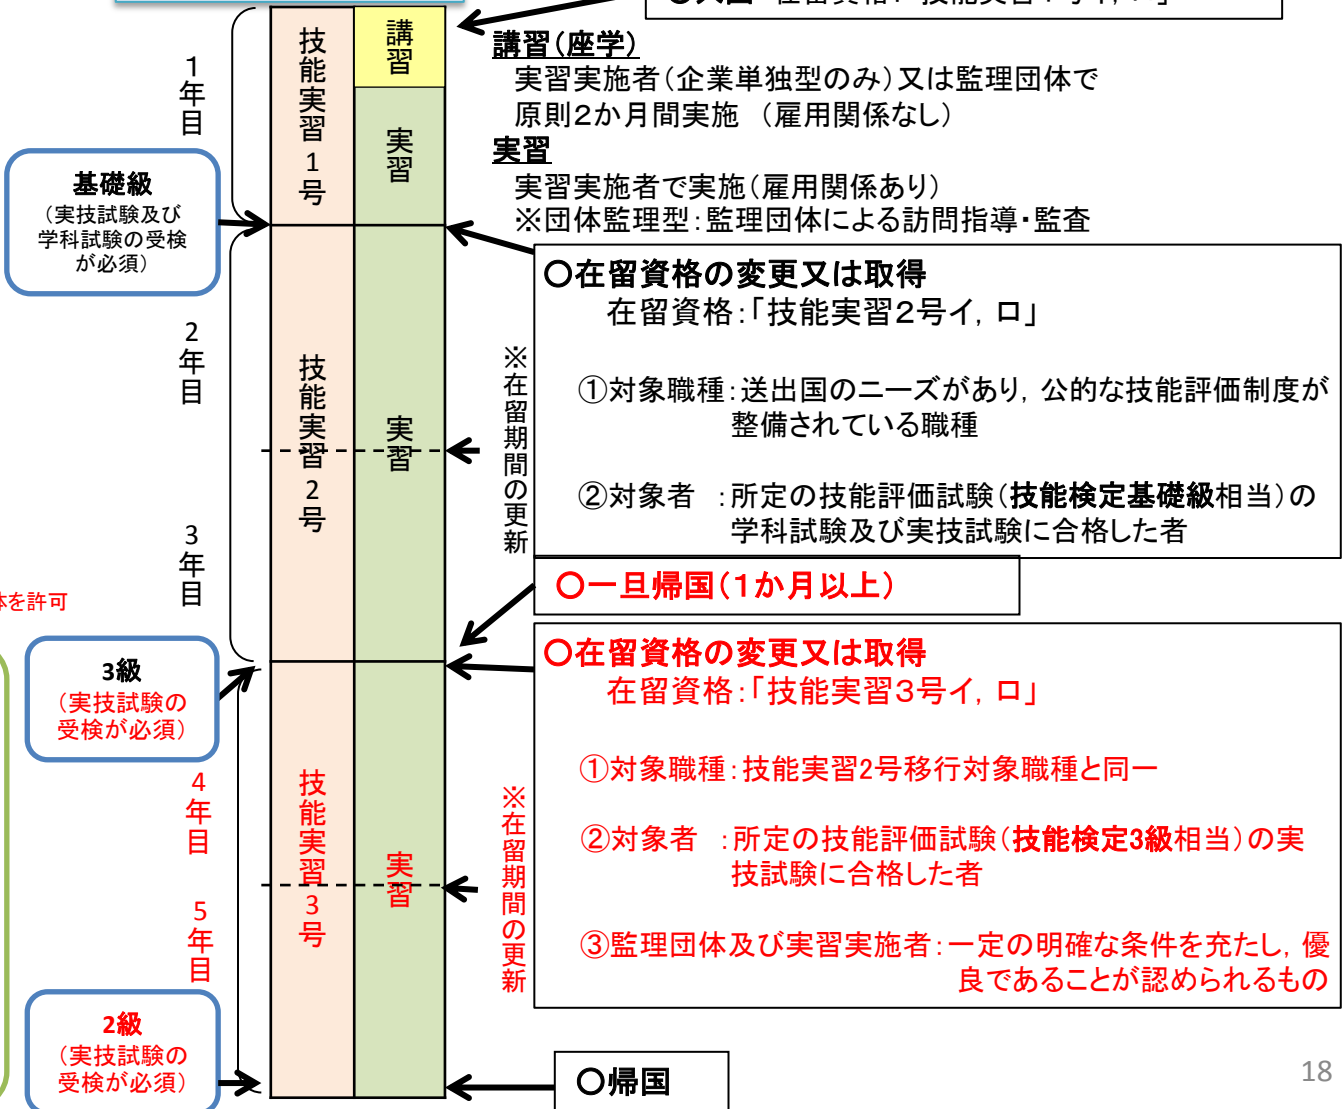 講習（座学）
実習実施者（企業単独型のみ）又は監理団体で
原則２か月間実施　（雇用関係なし）
実習
実習実施者で実施（雇用関係あり）
※団体監理型：監理団体による訪問指導・監査
１年目
２年目
３年目
4年目
5年目
技能実習1号
講習
実習
技能実習2号
実習
技能実習3号
実習
基礎級
（実技試験及び
学科試験の受検
が必須）
〇在留資格の変更又は取得
在留資格：「技能実習２号イ，ロ」
①対象職種：送出国のニーズがあり，公的な技能評価制度が
整備されている職種
②対象者　：所定の技能評価試験（技能検定基礎級相当）の
学科試験及び実技試験に合格した者
※在留期間の更新
〇一旦帰国（１か月以上）
体を許可
3級
（実技試験の
受検が必須）
〇在留資格の変更又は取得
在留資格：「技能実習３号イ，ロ」
①対象職種：技能実習2号移行対象職種と同一
②対象者　：所定の技能評価試験（技能検定3級相当）の実
技試験に合格した者
③監理団体及び実習実施者：一定の明確な条件を充たし，優
良であることが認められるもの
※在留期間の更新
2級
（実技試験の
受検が必須）
〇帰国
18